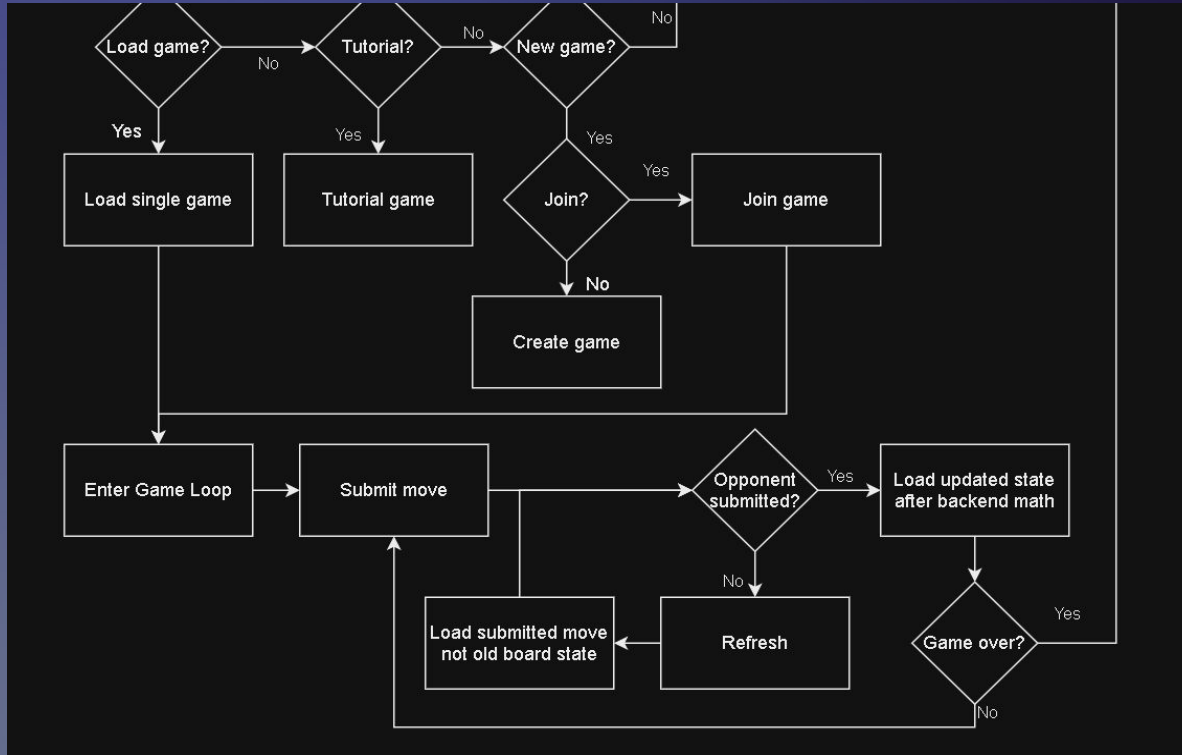 No
Load game?
No
Tutorial?
No
New game?
Yes
Yes
Yes
Yes
Load single game
Tutorial game
Join?
Join game
No
Create game
Enter Game Loop
Submit move
Opponent
submitted?
Yes
Load updated state
after backend math
No
Load submitted move
not old board state
Refresh
Game over?
Yes
No